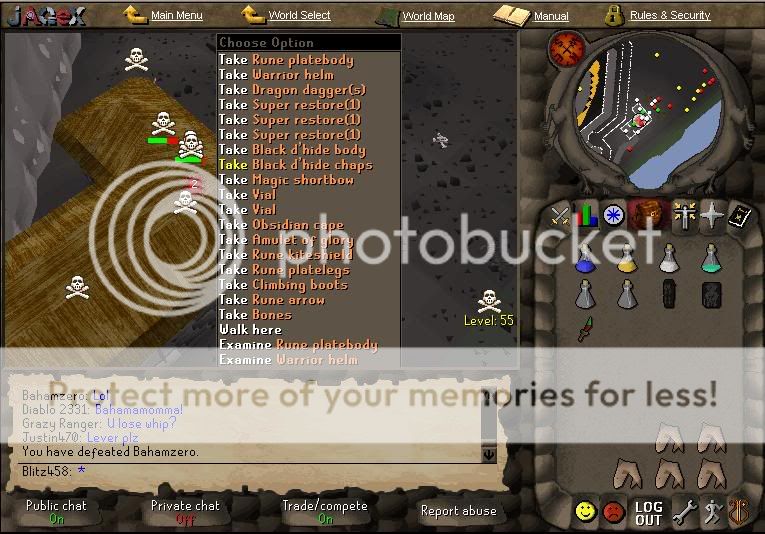 JAGEX Main Menu World Select World Map Manual Rules & Security
Choose Option
Take Rune platebody
Take Warrior helm
Take Dragon dagger(s)
Take Super restore(1)
Take Super restore(1)
Take Super restore(1)
Take Black d'hide body
Take Black d'hide chaps
Take Magic shortbow
Take Vial
Take Vial
Take Obsidian cape
Take Amulet of glory
Take Rune kiteshield
Take Rune platelegs
Take Climbing boots
Take Rune arrow
Take Bones
Walk here
Examine Rune platebody
Examine Warrior helm
2
Level: 55
photobucket
Protect more of your memories for less!
Bahamzero: Lol
Diablo 2331: Bahamamomma!
Grazy Ranger: U lose whip?
Justin470: Lever plz
You have defeated Bahamzero.
Blitz458: *
Public chat
On
Private chat
Off
Trade/compete
On
Report abuse
LOG
OUT